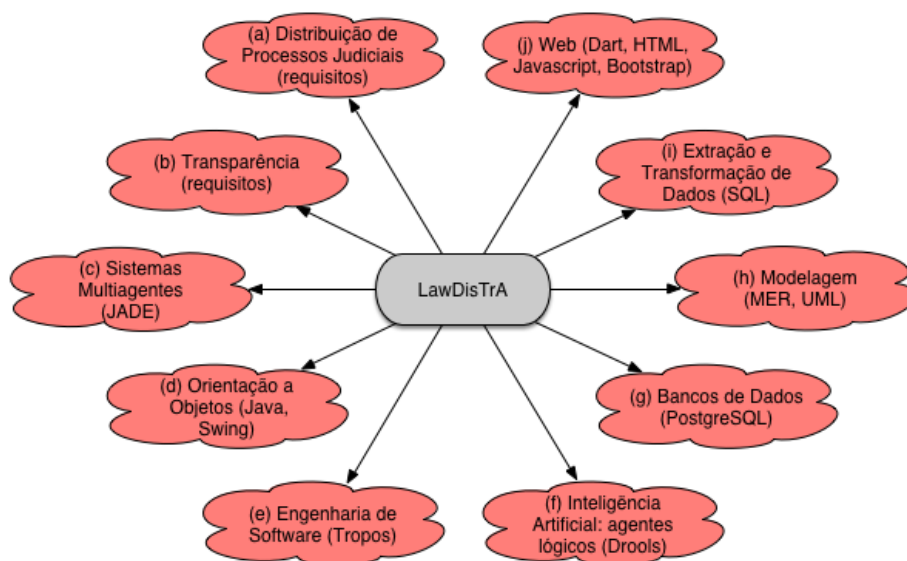 (a) Distribuição de
Processos Judiciais
(requisitos)
(j) Web (Dart, HTML,
Javascript, Bootstrap)
(b) Transparência
(requisitos)
(i) Extração e
Transformação de
Dados (SQL)
(c) Sistemas
Multiagentes
(JADE)
LawDisTrA
(h) Modelagem
(MER, UML)
(d) Orientação a
Objetos (Java,
Swing)
(g) Bancos de Dados
(PostgreSQL)
(e) Engenharia de
Software (Tropos)
(f) Inteligência
Artificial: agentes
lógicos (Drools)